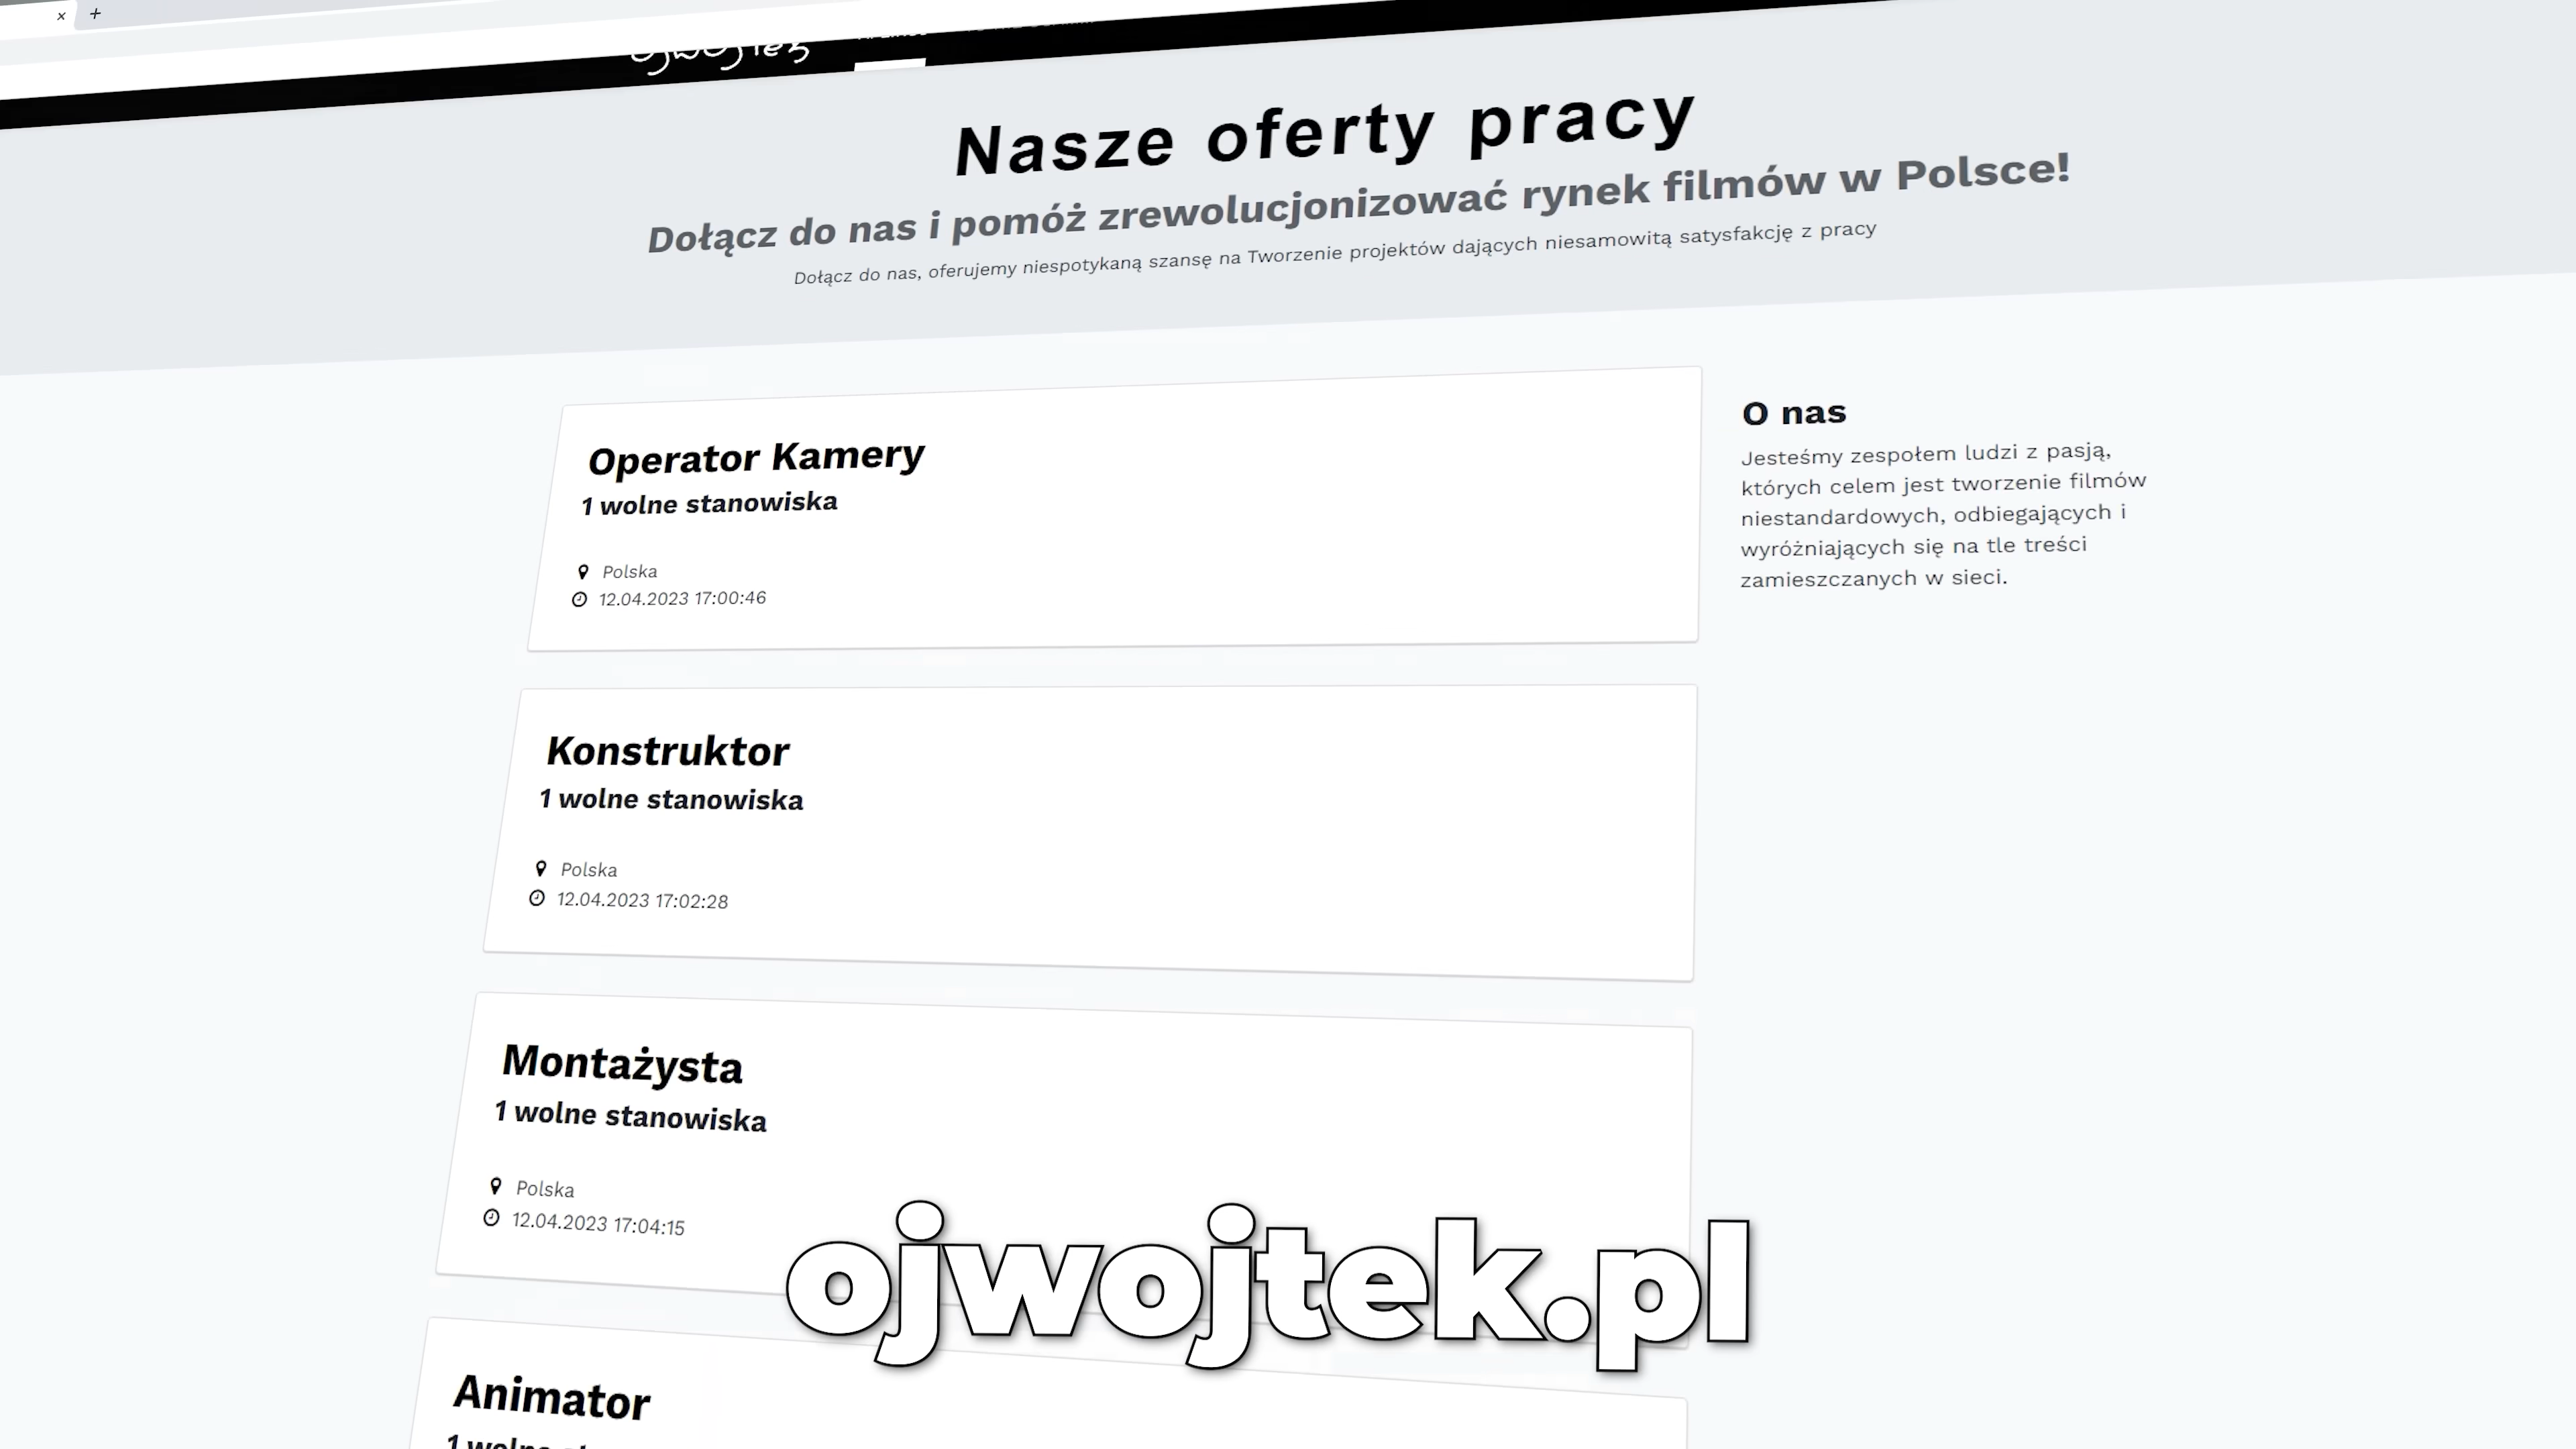 × +
ojwojtek
Nasze oferty pracy
Dołącz do nas i pomóż zrewolucjonizować rynek filmów w Polsce!
Dołącz do nas, oferujemy niespotykaną szansę na Tworzenie projektów dających niesamowitą satysfakcję z pracy
Operator Kamery
1 wolne stanowiska
Polska
12.04.2023 17:00:46
O nas
Jesteśmy zespołem ludzi z pasją,
których celem jest tworzenie filmów
niestandardowych, odbiegających i
wyróżniających się na tle treści
zamieszczanych w sieci.
Konstruktor
1 wolne stanowiska
Polska
12.04.2023 17:02:28
Montażysta
1 wolne stanowiska
Polska
12.04.2023 17:04:15
ojwojtek.pl
Animator
1 wolne